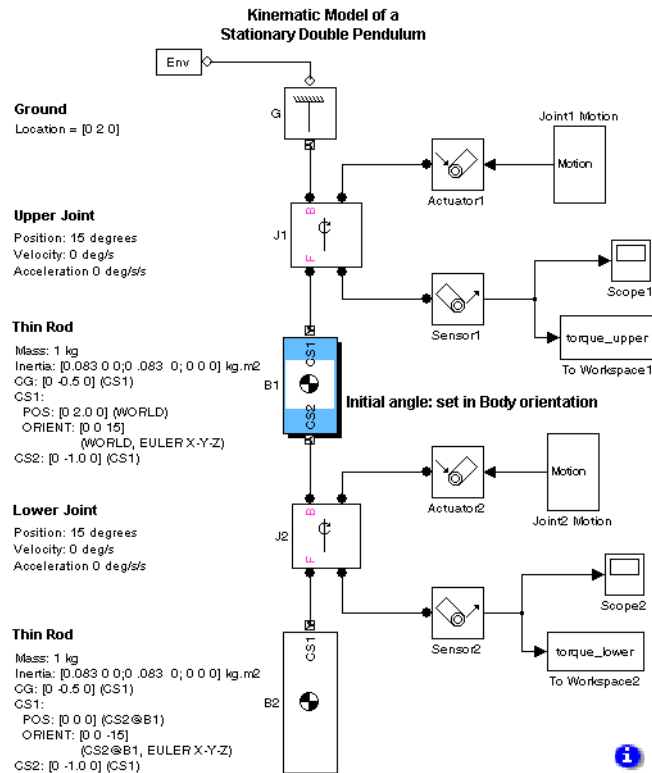 Kinematic Model of a
Stationary Double Pendulum
Env
Ground
Location = [0 2 0]
G
Joint1 Motion
Motion
Actuator1
Upper Joint
Position: 15 degrees
Velocity: 0 deg/s
Acceleration 0 deg/s/s
J1
B
F
Sensor1
Scope1
torque_upper
To Workspace1
Thin Rod
Mass: 1 kg
Inertia: [0.083 0 0;0 .083 0; 0 0 0] kg.m2
CG: [0 -0.5 0] (CS1)
CS1:
POS: [0 2.0 0] (WORLD)
ORIENT: [0 0 15]
(WORLD, EULER X-Y-Z)
CS2: [0 -1.0 0] (CS1)
B1
CS1
CS2
Initial angle: set in Body orientation
Lower Joint
Position: 15 degrees
Velocity: 0 deg/s
Acceleration 0 deg/s/s
J2
B
F
Actuator2
Motion
Joint2 Motion
Sensor2
Scope2
torque_lower
To Workspace2
Thin Rod
Mass: 1 kg
Inertia: [0.083 0 0;0 .083 0; 0 0 0] kg.m2
CG: [0 -0.5 0] (CS1)
CS1:
POS: [0 0 0] (CS2@B1)
ORIENT: [0 0 -15]
(CS2@B1, EULER X-Y-Z)
CS2: [0 -1.0 0] (CS1)
B2
CS1
i